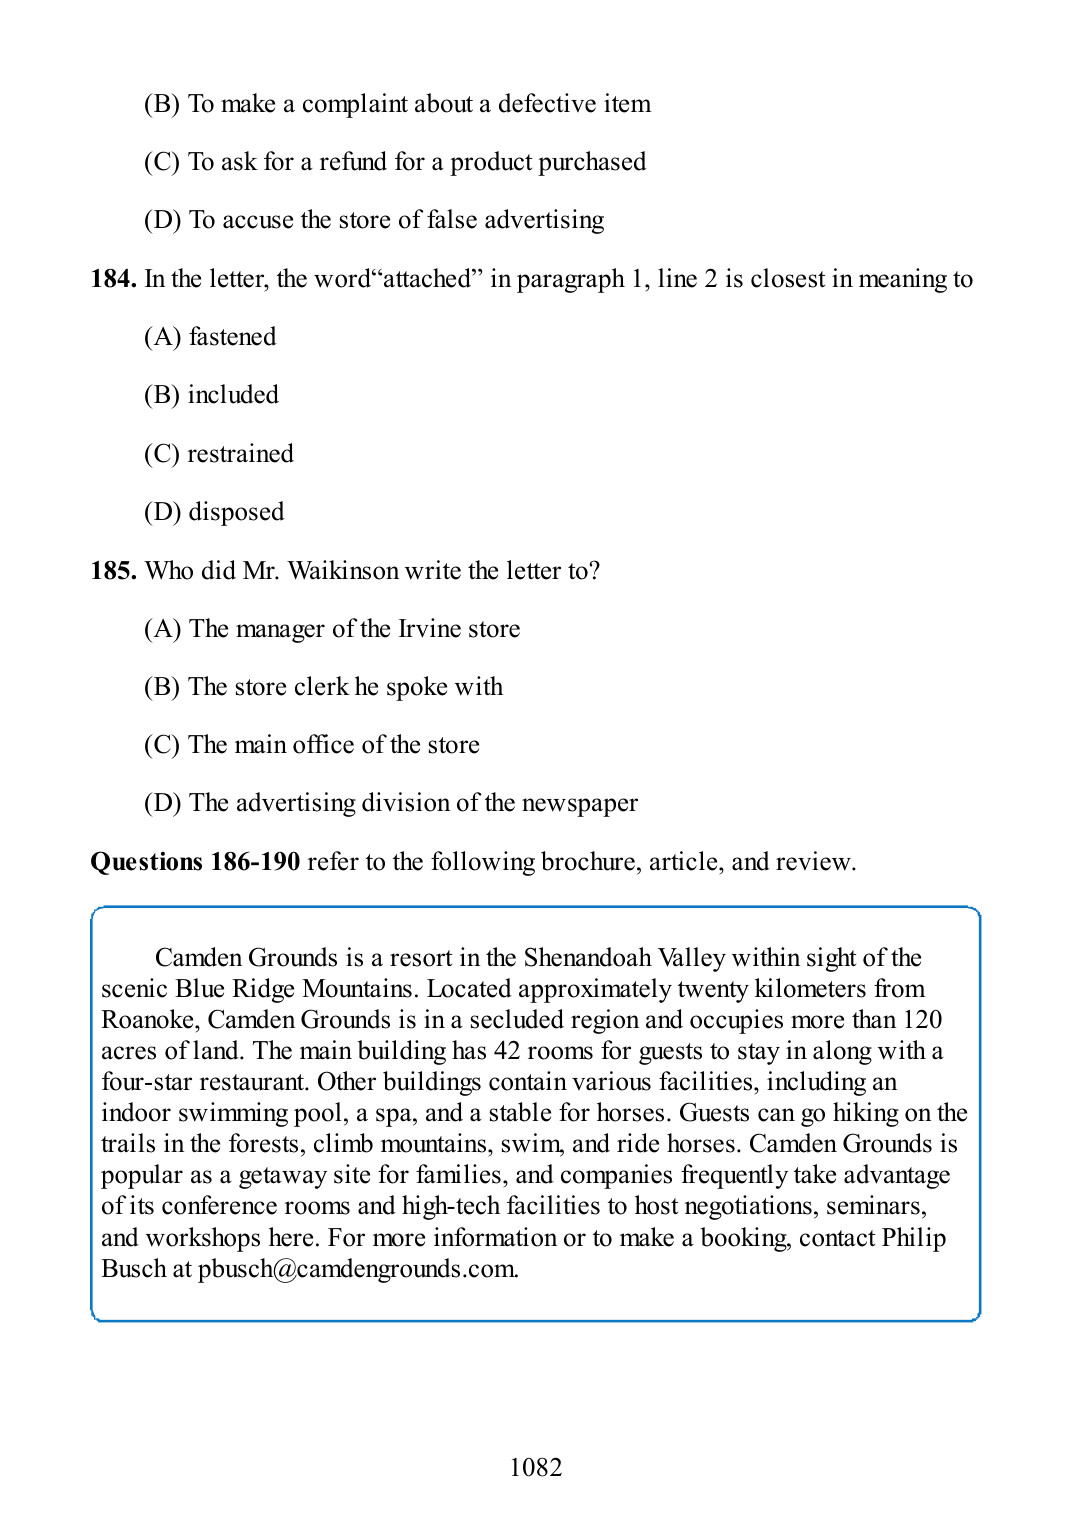 (B) To make a complaint about a defective item
(C) To ask for a refund for a product purchased
(D) To accuse the store of false advertising
184. In the letter, the word“attached” in paragraph 1, line 2 is closest in meaning to
(A) fastened
(B) included
(C) restrained
(D) disposed
185. Who did Mr. Waikinson write the letter to?
(A) The manager of the Irvine store
(B) The store clerk he spoke with
(C) The main office of the store
(D) The advertising division of the newspaper
Questions 186-190 refer to the following brochure, article, and review.
Camden Grounds is a resort in the Shenandoah Valley within sight of the
scenic Blue Ridge Mountains. Located approximately twenty kilometers from
Roanoke, Camden Grounds is in a secluded region and occupies more than 120
acres of land. The main building has 42 rooms for guests to stay in along with a
four-star restaurant. Other buildings contain various facilities, including an
indoor swimming pool, a spa, and a stable for horses. Guests can go hiking on the
trails in the forests, climb mountains, swim, and ride horses. Camden Grounds is
popular as a getaway site for families, and companies frequently take advantage
of its conference rooms and high-tech facilities to host negotiations, seminars,
and workshops here. For more information or to make a booking, contact Philip
Busch at pbusch@camdengrounds.com.
1082